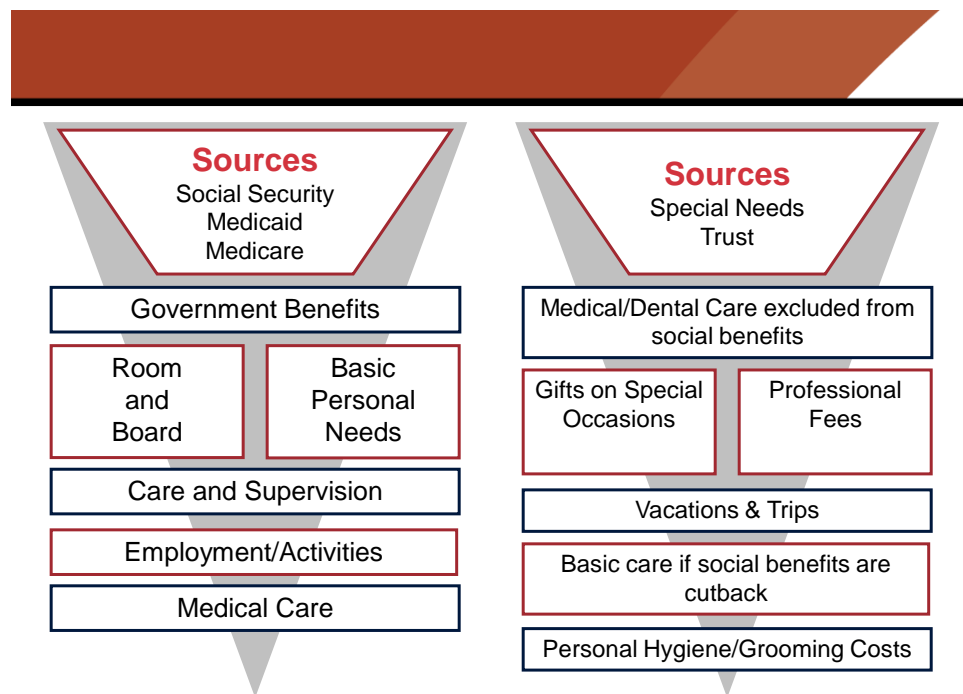 Sources
Social Security
Medicaid
Medicare
Government Benefits
Room
and
Board
Basic
Personal
Needs
Care and Supervision
Employment/Activities
Medical Care
Sources
Special Needs
Trust
Medical/Dental Care excluded from
social benefits
Gifts on Special
Occasions
Professional
Fees
Vacations & Trips
Basic care if social benefits are
cutback
Personal Hygiene/Grooming Costs